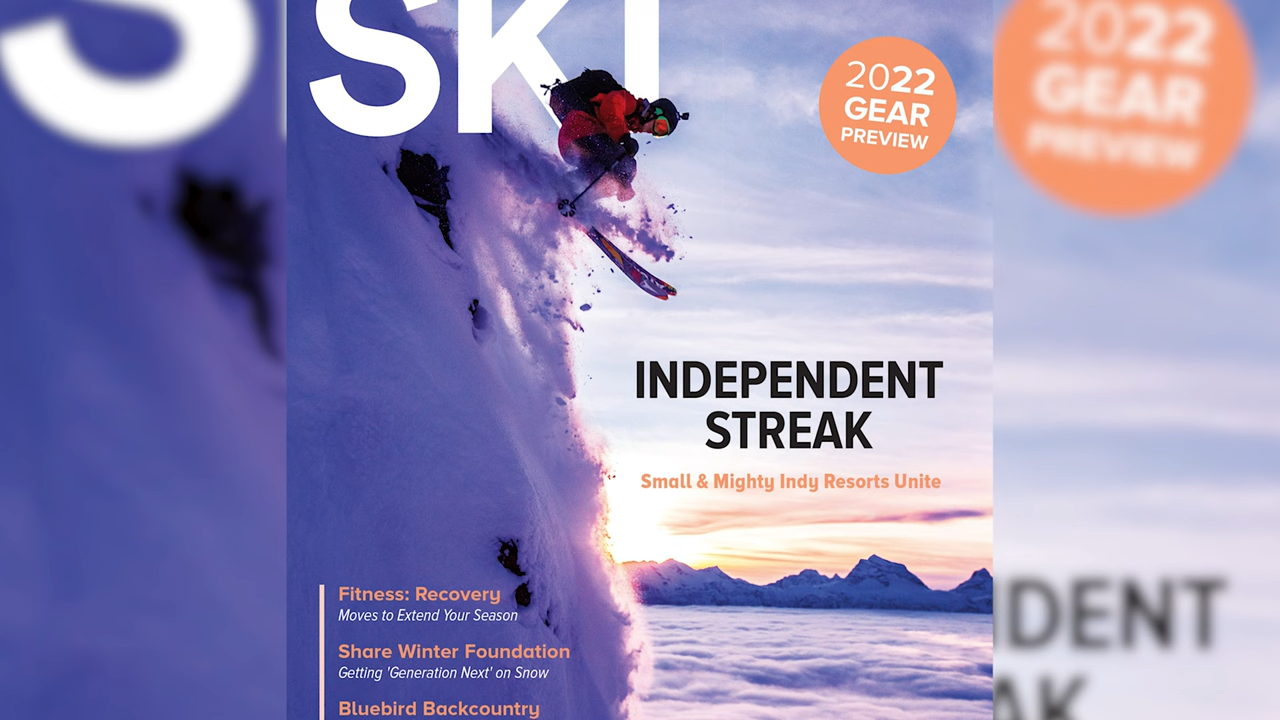 SKI
2022
GEAR
PREVIEW
INDEPENDENT
STREAK
Small & Mighty Indy Resorts Unite
Fitness: Recovery
Moves to Extend Your Season
Share Winter Foundation
Getting 'Generation Next' on Snow
Bluebird Backcountry
S
2022
GEAR
PREVIEW
DENT
AK